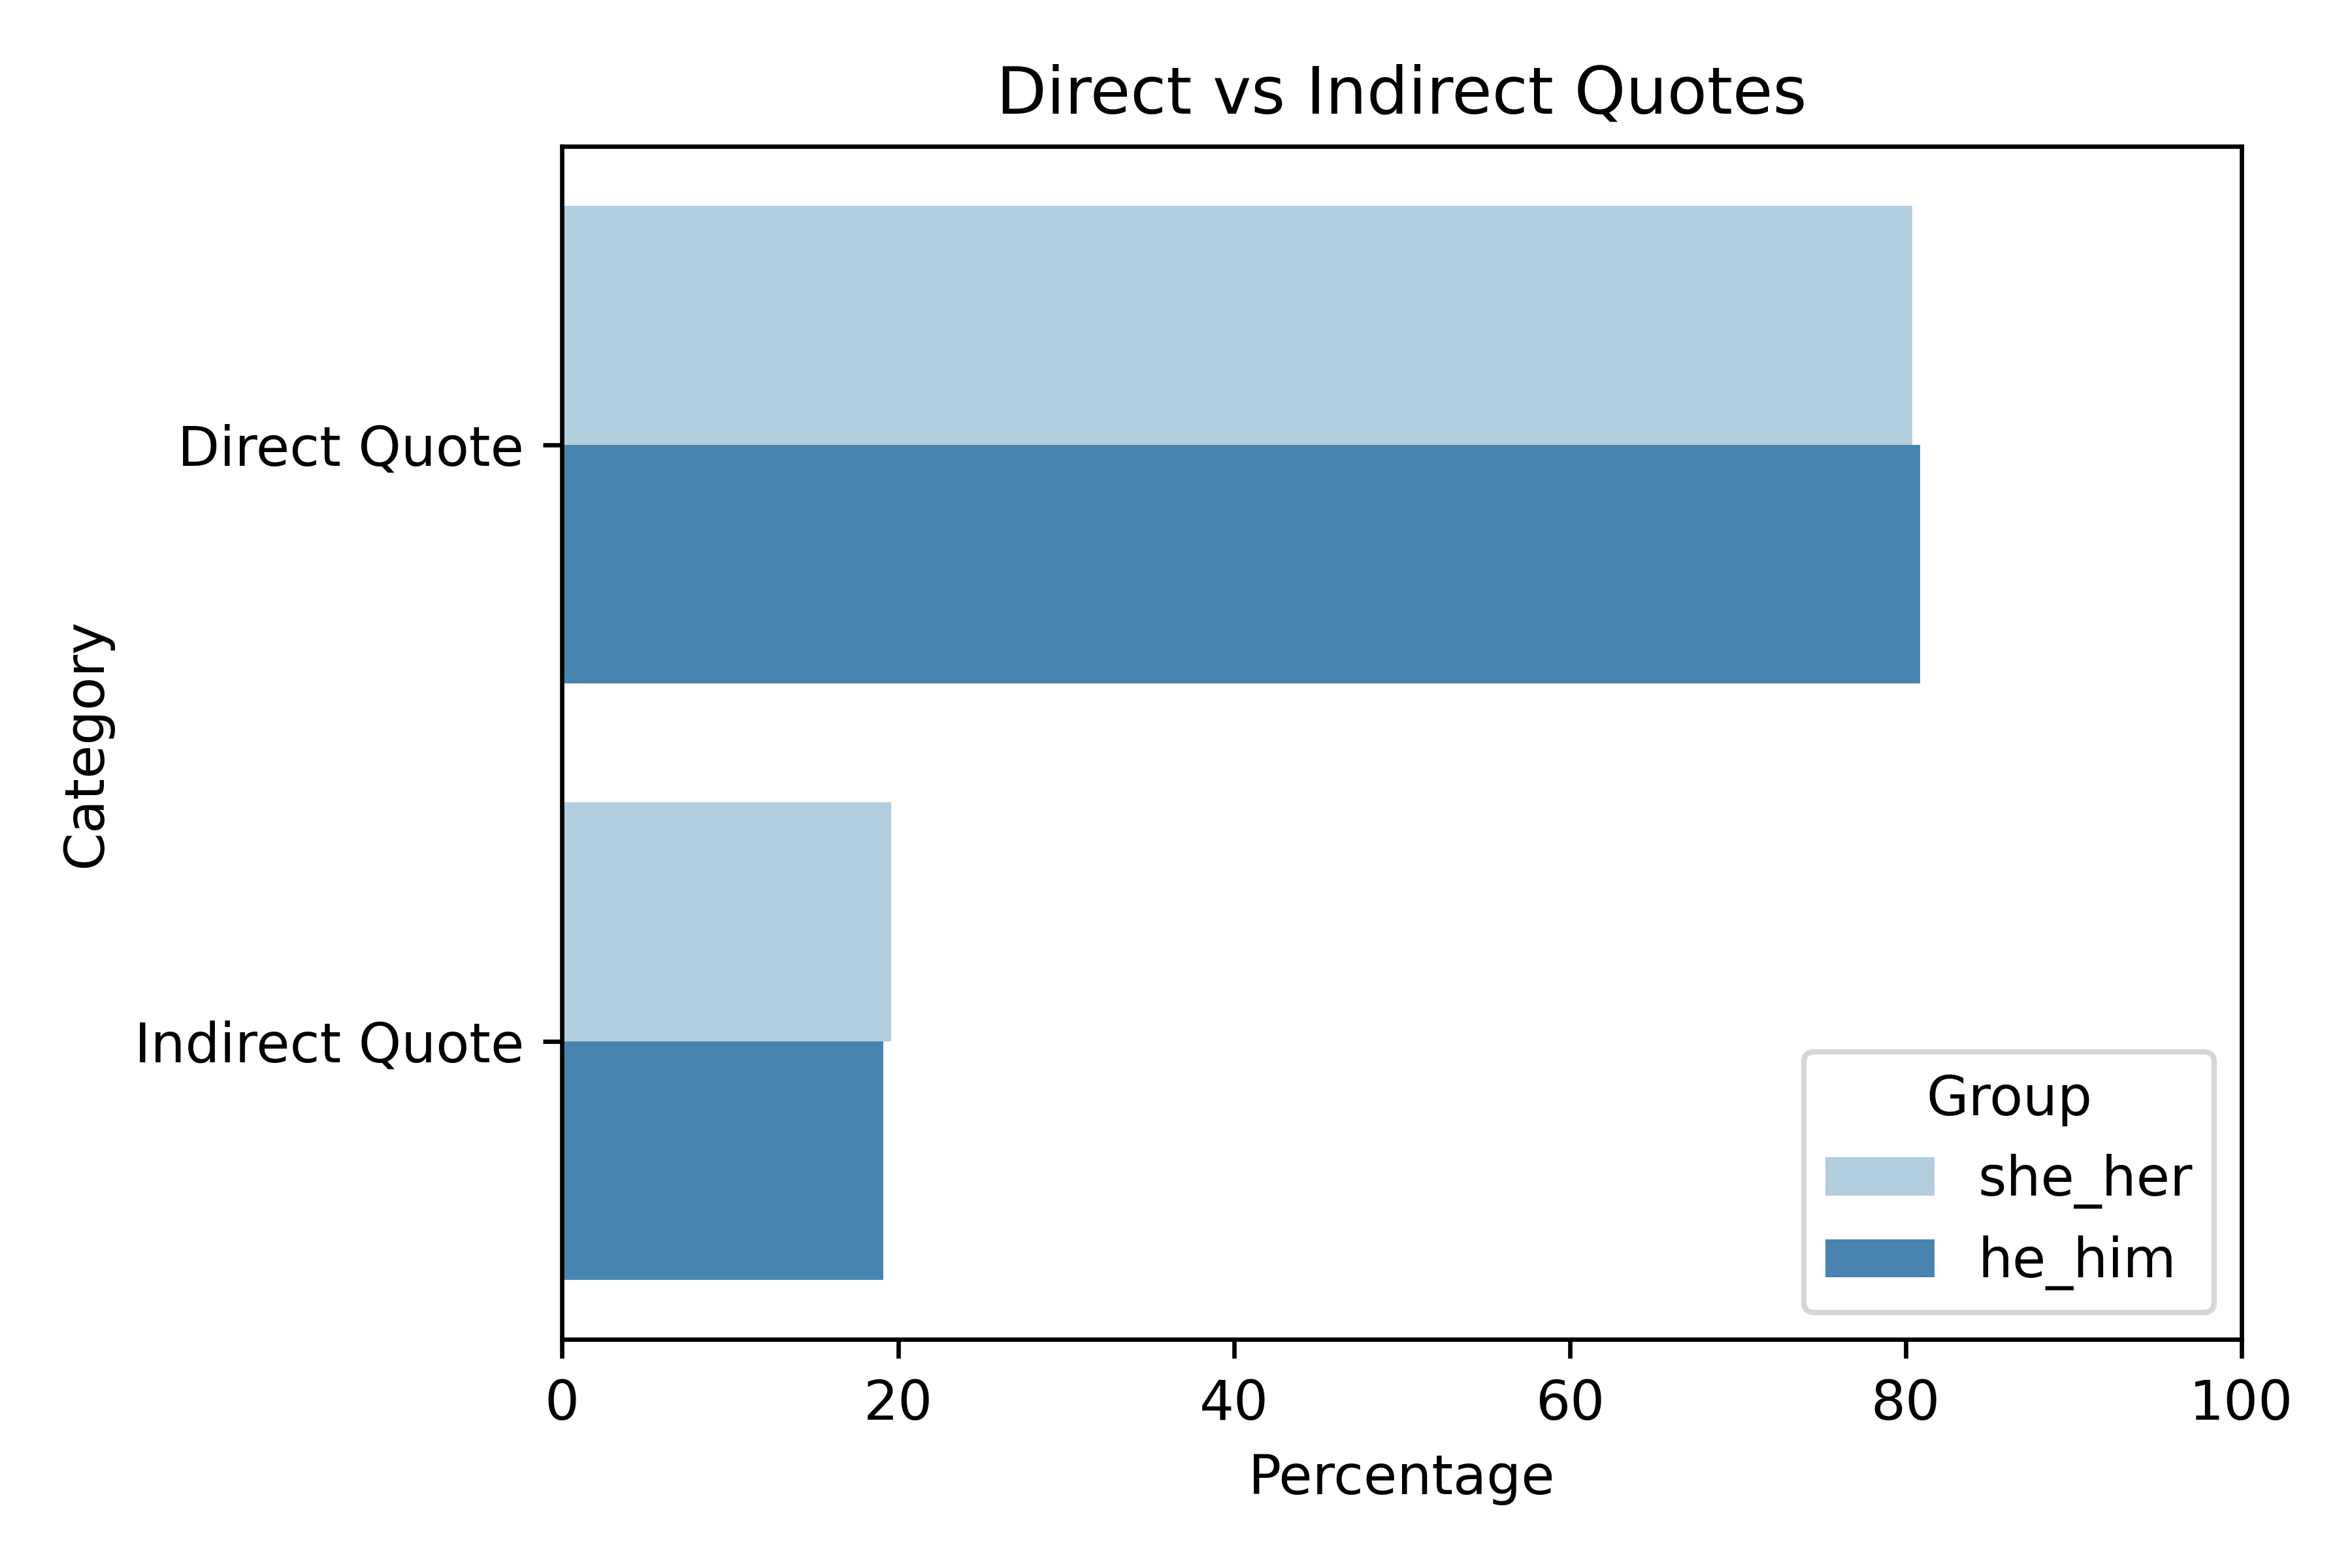 Direct vs Indirect Quotes
Category
Direct Quote
Indirect Quote
Group
she_her
he_him
0 20 40 60 80 100
Percentage